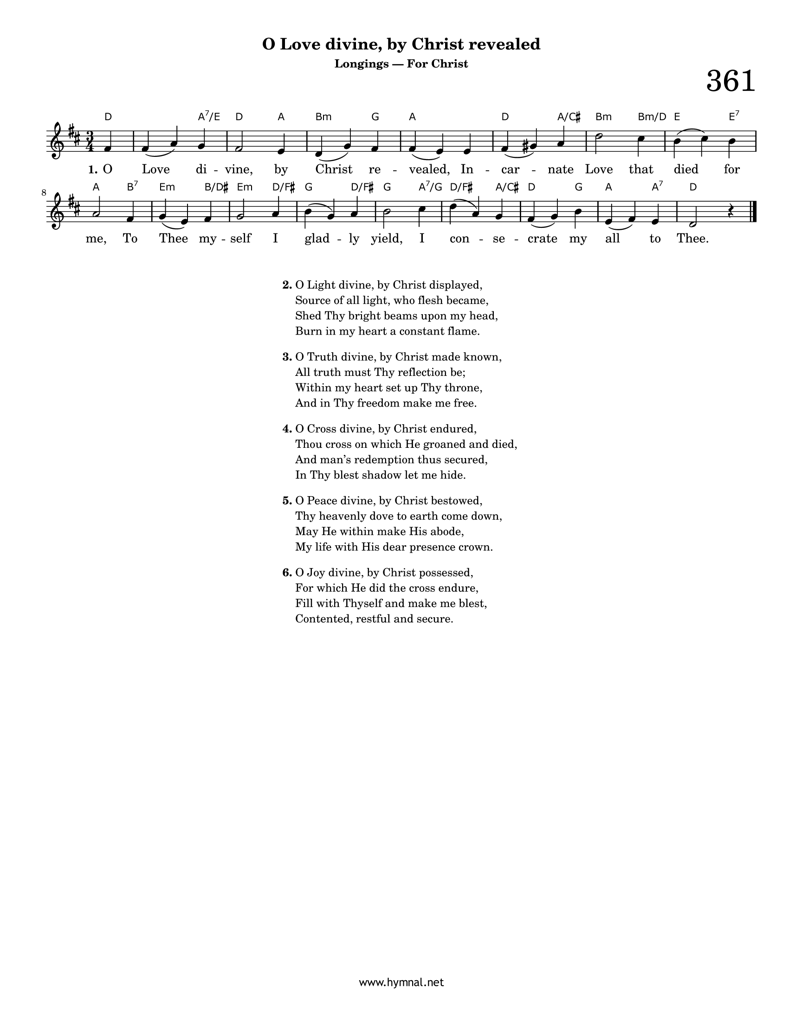 O Love divine, by Christ revealed
Longings — For Christ
361
D A7/E D A Bm G A D A/C♯ Bm Bm/D E E7
3
4
1. O Love di - vine, by Christ re - vealed, In - car - nate Love that died for
8
A B7 Em B/D♯ Em D/F♯ G D/F♯ G A7/G D/F♯ A/C♯ D G A A7 D
me, To Thee my - self I glad - ly yield, I con - se - crate my all to Thee.
2. O Light divine, by Christ displayed,
Source of all light, who flesh became,
Shed Thy bright beams upon my head,
Burn in my heart a constant flame.
3. O Truth divine, by Christ made known,
All truth must Thy reflection be;
Within my heart set up Thy throne,
And in Thy freedom make me free.
4. O Cross divine, by Christ endured,
Thou cross on which He groaned and died,
And man's redemption thus secured,
In Thy blest shadow let me hide.
5. O Peace divine, by Christ bestowed,
Thy heavenly dove to earth come down,
May He within make His abode,
My life with His dear presence crown.
6. O Joy divine, by Christ possessed,
For which He did the cross endure,
Fill with Thyself and make me blest,
Contented, restful and secure.
www.hymnal.net